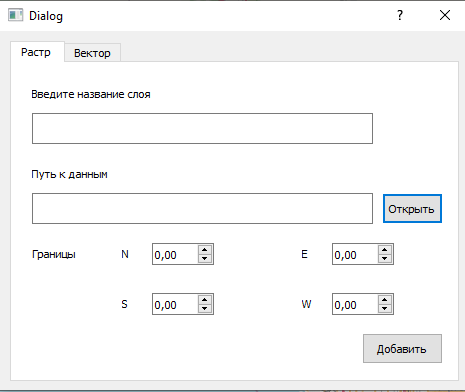 Dialog ?
Растр Вектор
Введите название слоя
Путь к данным
Открыть
Границы N 0,00 E 0,00
S 0,00 W 0,00
Добавить